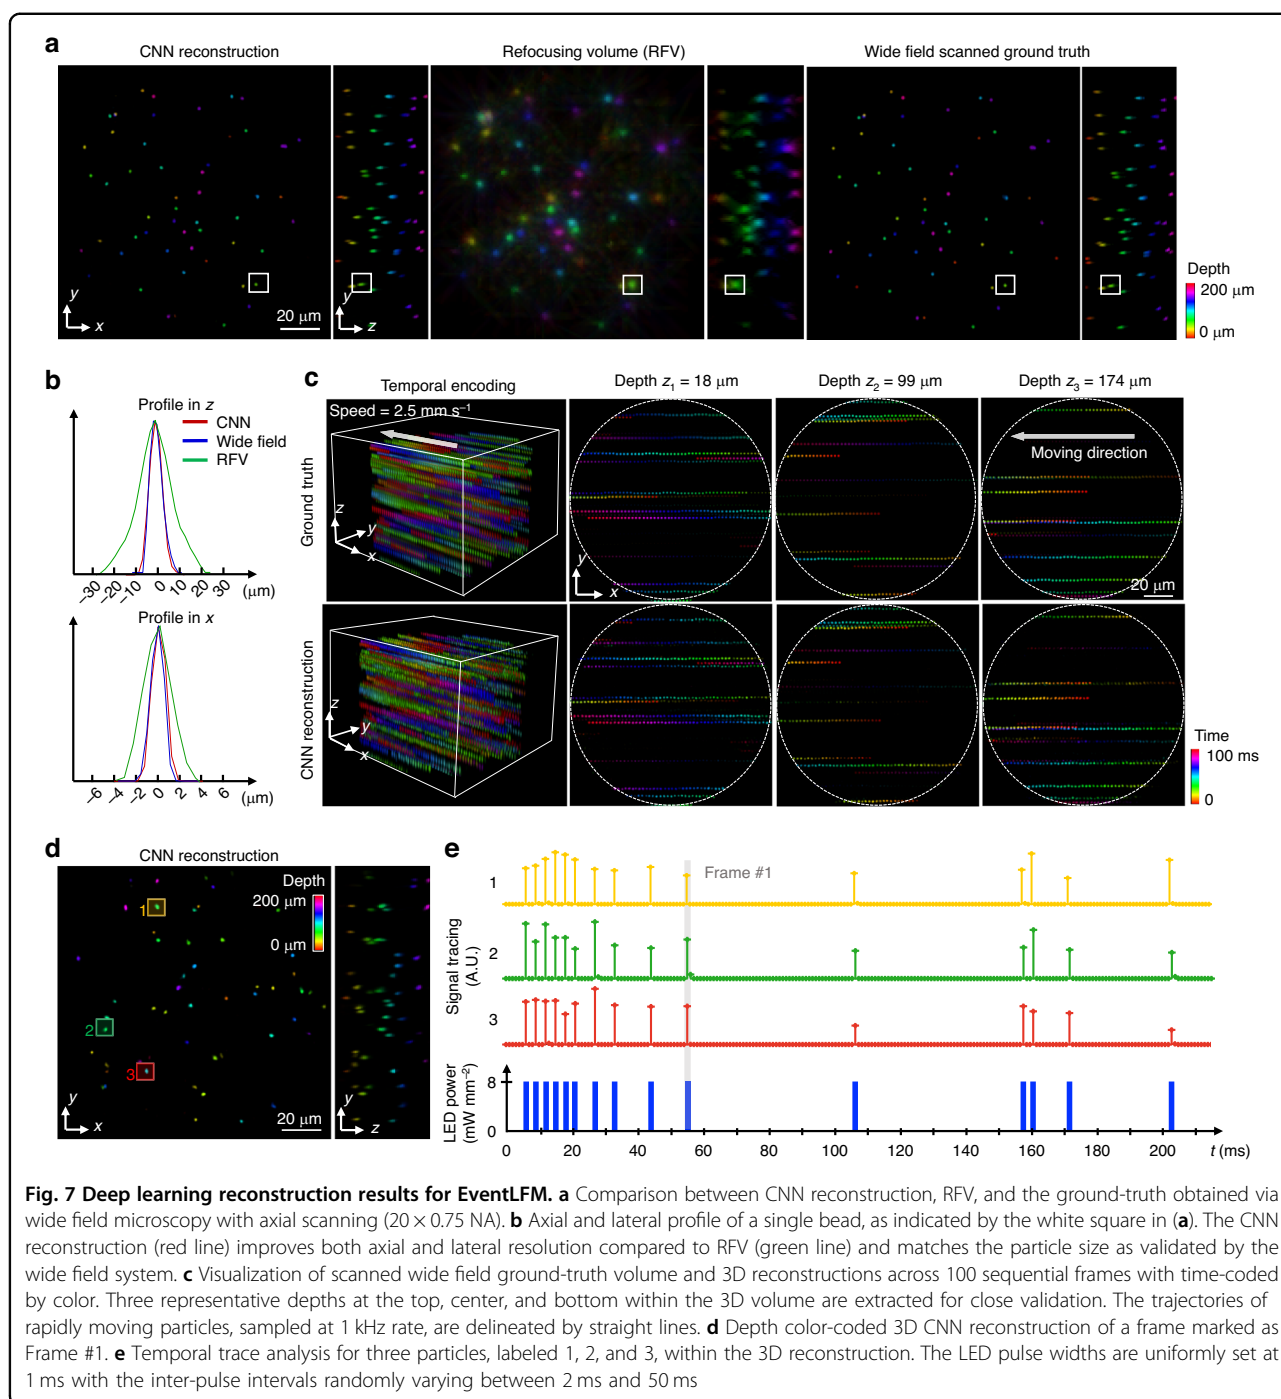 a
CNN reconstruction
Refocusing volume (RFV)
Wide field scanned ground truth
y
x
20 μm
y
z
Depth
200 μm
0 μm
b
Profile in z
CNN
Wide field
RFV
−30
−20
−10
0
10
20
30
(μm)
Profile in x
−6
−4
−2
0
2
4
6
(μm)
c
Temporal encoding
Depth z1 = 18 μm
Depth z2 = 99 μm
Depth z3 = 174 μm
Speed = 2.5 mm s−1
Ground truth
z
y
x
y
x
Moving direction
20 μm
CNN reconstruction
z
y
x
Time
100 ms
0
d
CNN reconstruction
Depth
200 μm
0 μm
1
2
3
y
x
20 μm
y
z
e
Frame #1
1
2
3
Signal tracing
(A.U.)
LED power
(mW mm−2)
8
0
0 20 40 60 80 100 120 140 160 180 200 t (ms)
Fig. 7 Deep learning reconstruction results for EventLFM. a Comparison between CNN reconstruction, RFV, and the ground-truth obtained via
wide field microscopy with axial scanning (20 × 0.75 NA). b Axial and lateral profile of a single bead, as indicated by the white square in (a). The CNN
reconstruction (red line) improves both axial and lateral resolution compared to RFV (green line) and matches the particle size as validated by the
wide field system. c Visualization of scanned wide field ground-truth volume and 3D reconstructions across 100 sequential frames with time-coded
by color. Three representative depths at the top, center, and bottom within the 3D volume are extracted for close validation. The trajectories of
rapidly moving particles, sampled at 1 kHz rate, are delineated by straight lines. d Depth color-coded 3D CNN reconstruction of a frame marked as
Frame #1. e Temporal trace analysis for three particles, labeled 1, 2, and 3, within the 3D reconstruction. The LED pulse widths are uniformly set at
1 ms with the inter-pulse intervals randomly varying between 2 ms and 50 ms